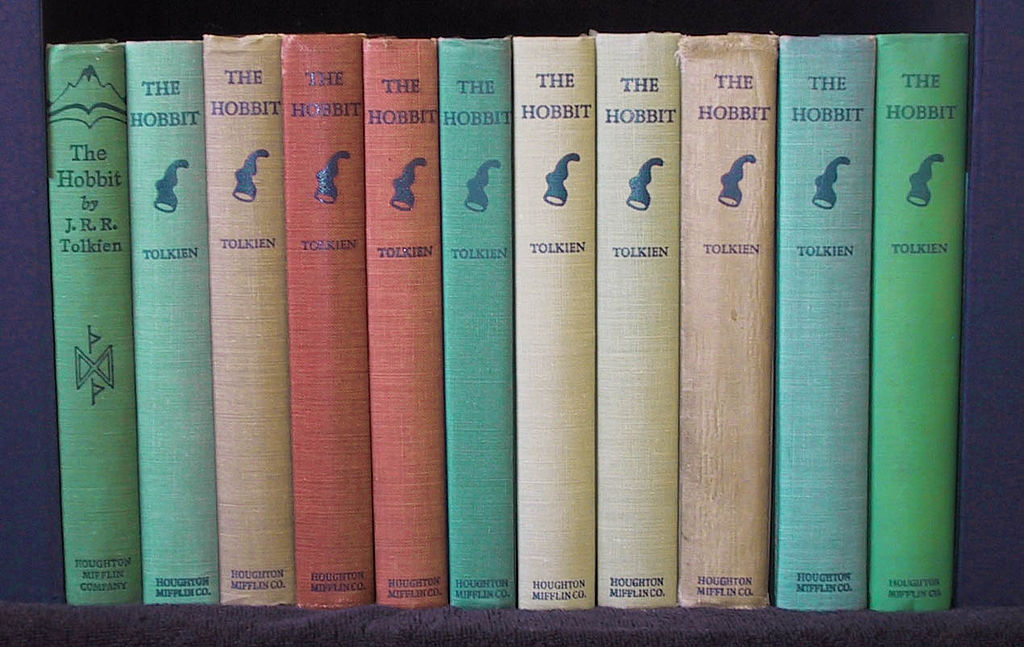 The
Hobbit
by
J. R. R.
Tolkien
HOUGHTON
MIFFLIN
COMPANY
THE
HOBBIT
TOLKIEN
HOUGHTON
MIFFLIN CO.
THE
HOBBIT
TOLKIEN
HOUGHTON
MIFFLIN CO.
THE
HOBBIT
TOLKIEN
HOUGHTON
MIFFLIN CO.
THE
HOBBIT
TOLKIEN
HOUGHTON
MIFFLIN CO.
THE
HOBBIT
TOLKIEN
HOUGHTON
MIFFLIN CO.
THE
HOBBIT
TOLKIEN
HOUGHTON
MIFFLIN CO.
THE
HOBBIT
TOLKIEN
HOUGHTON
MIFFLIN CO.
THE
HOBBIT
TOLKIEN
HOUGHTON
MIFFLIN CO.
THE
HOBBIT
TOLKIEN
HOUGHTON
MIFFLIN CO.
THE
HOBBIT
TOLKIEN
HOUGHTON
MIFFLIN CO.